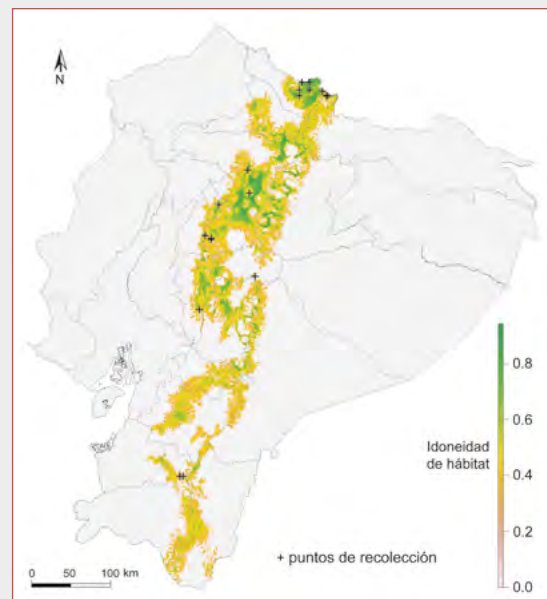 N
0.8
0.6
Idoneidad
de hábitat
0.4
0.2
0.0
+ puntos de recolección
0 50 100 km